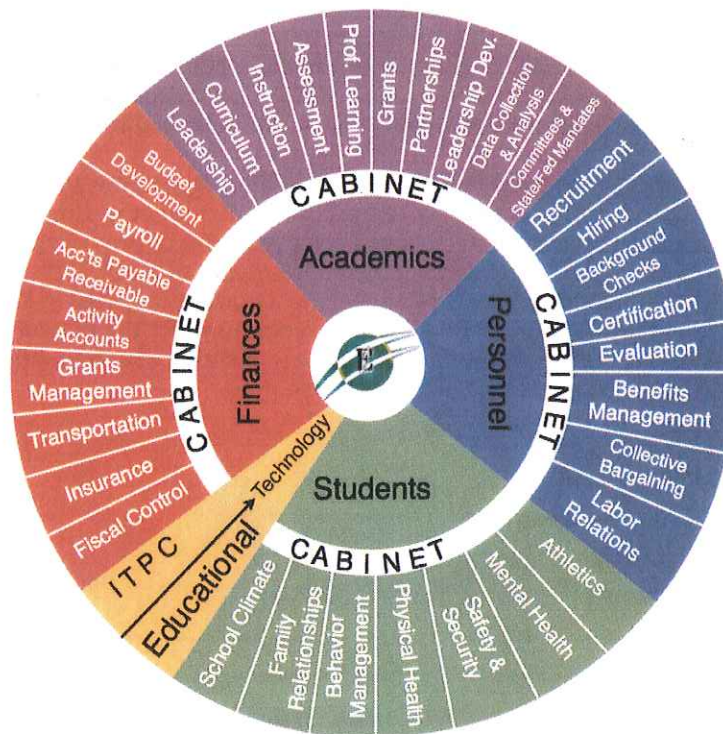 Leadership
Curriculum
Instruction
Assessment
Prof. Learning
Grants
Partnerships
Leadership Dev.
Data Collection
& Analysis
Committees &
State/Fed Mandates
Recruitment
Hiring
Background
Checks
Certification
Evaluation
Benefits
Management
Collective
Bargaining
Labor
Relations
Athletics
Mental Health
Safety &
Security
Physical Health
Behavior
Management
Family
Relationships
School Climate
Educational
Technology
ITPC
Fiscal Control
Insurance
Transportation
Grants
Management
Activity
Accounts
Acc'ts Payable
Receivable
Payroll
Budget
Development
CABINET
CABINET
CABINET
CABINET
Academics
Personnel
Students
Finances
E